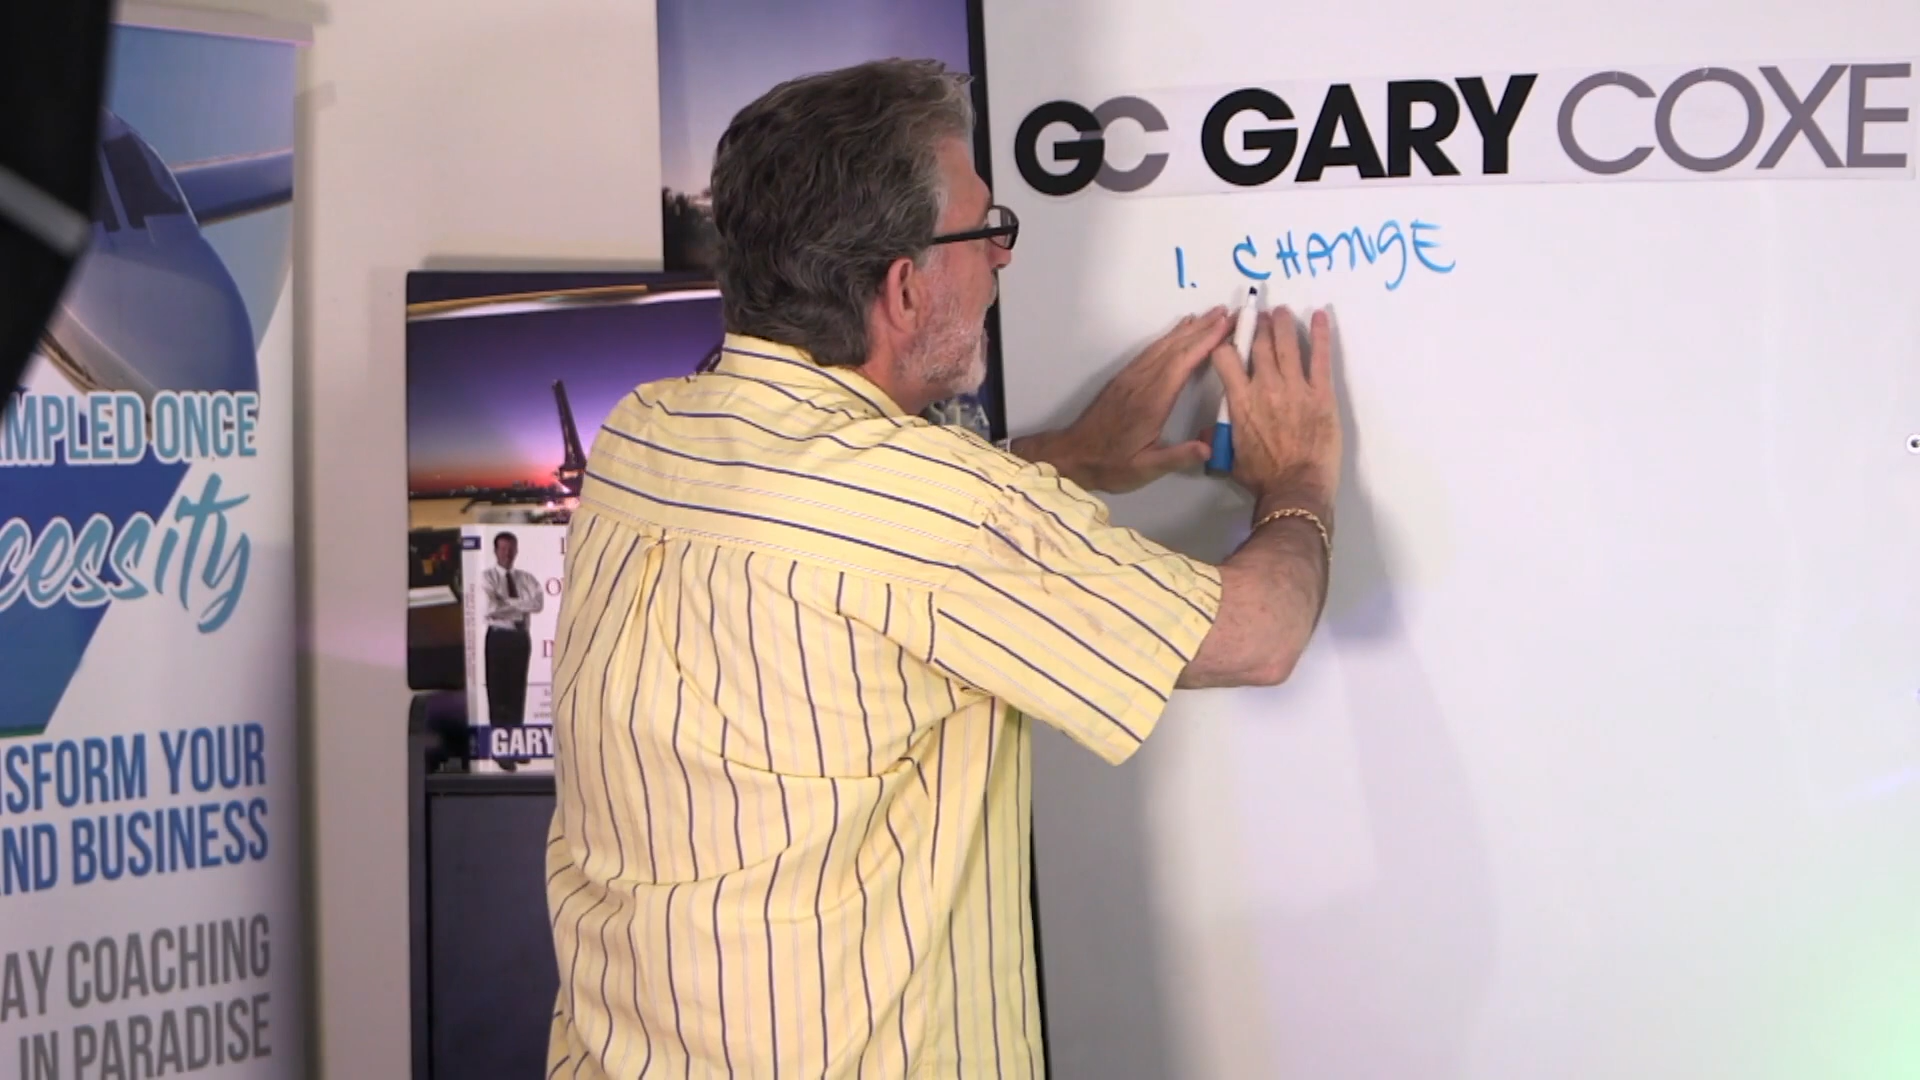 MPLED ONCE
cessity
SFORM YOUR
ND BUSINESS
AY COACHING
IN PARADISE
GARY
GC GARY COXE
1. CHANGE